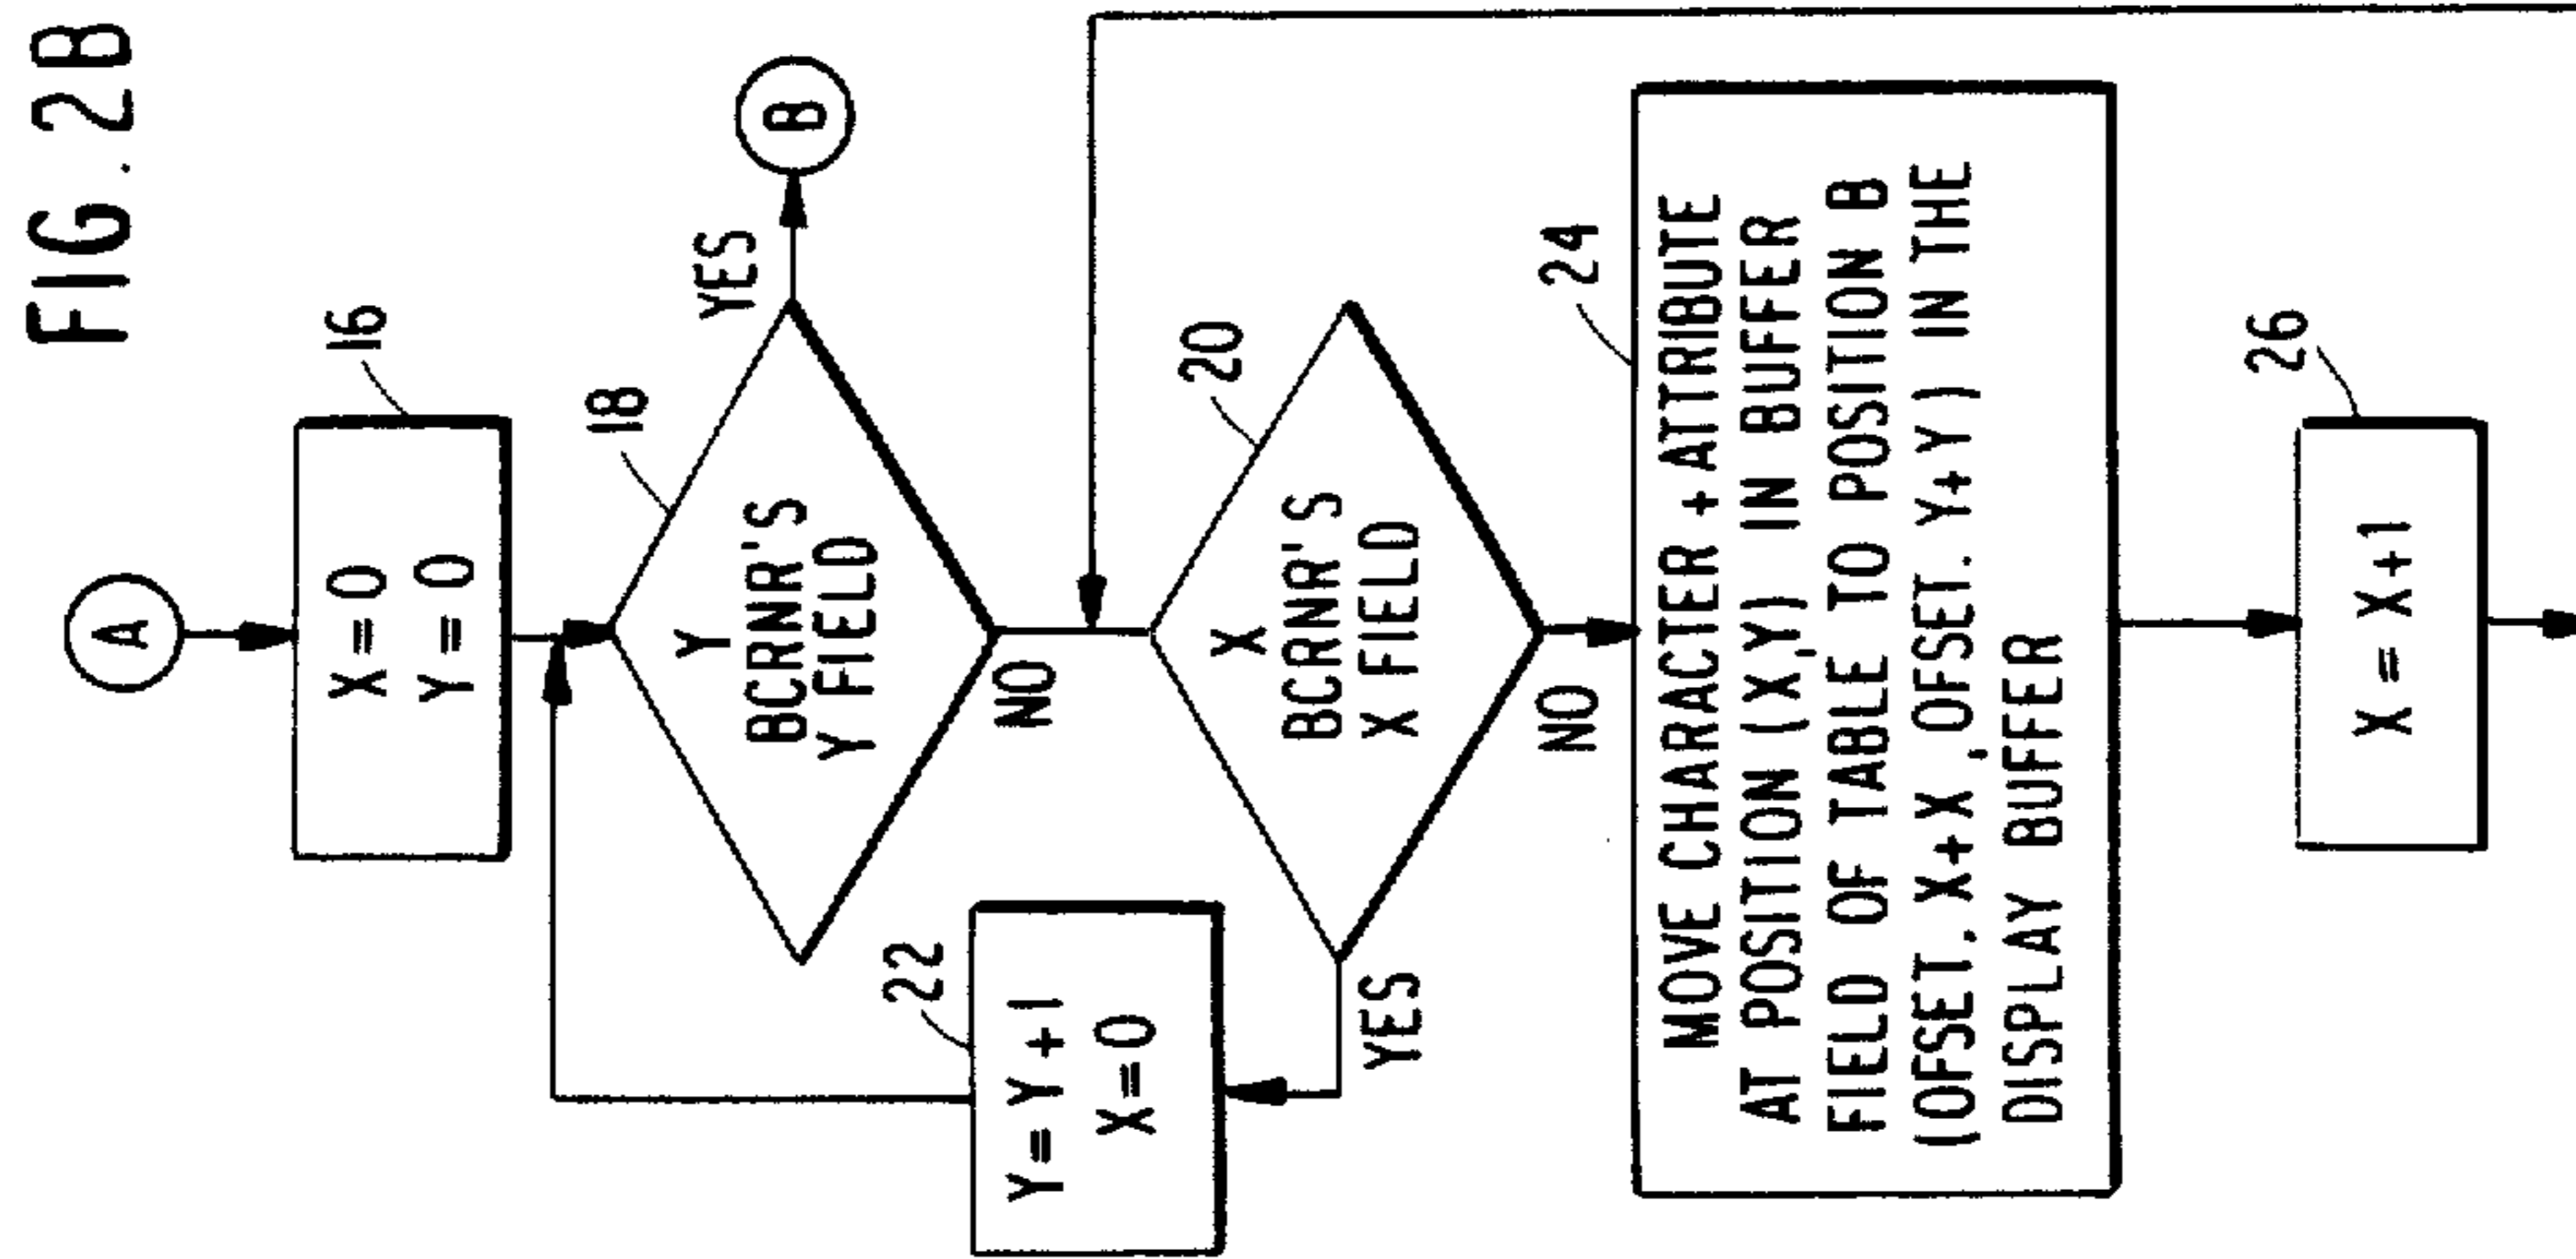 FIG. 2B
A
16
X = 0
Y = 0
18
Y
BCRNR'S
Y FIELD
YES
B
NO
20
X
BCRNR'S
X FIELD
YES
22
Y = Y + 1
X = 0
NO
24
MOVE CHARACTER + ATTRIBUTE
AT POSITION (X,Y) IN BUFFER
FIELD OF TABLE TO POSITION B
(OFSET. X+X , OFSET. Y+Y) IN THE
DISPLAY BUFFER
26
X = X + 1